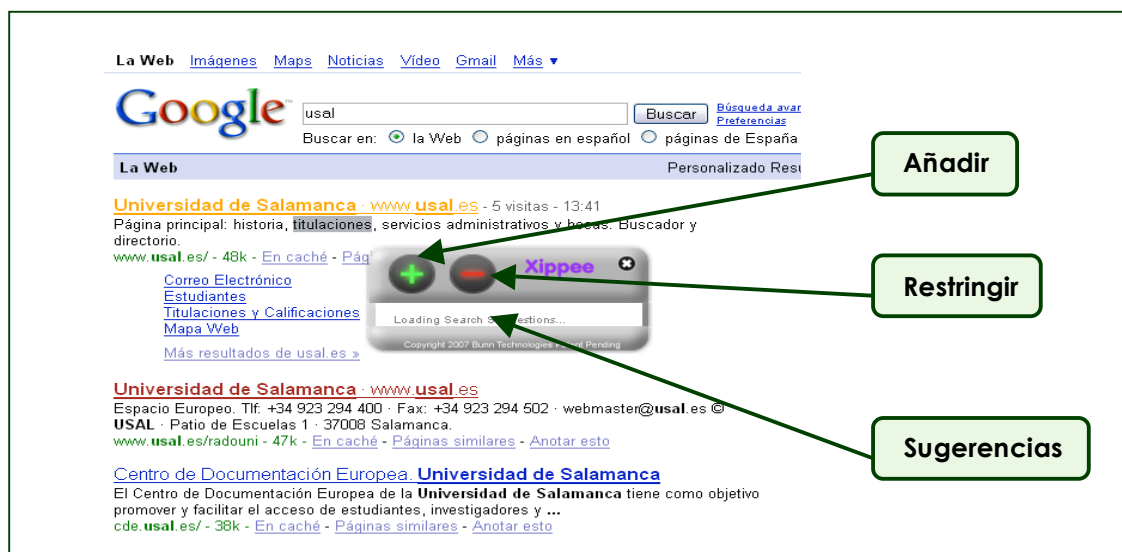 La Web Imágenes Maps Noticias Vídeo Gmail Más ▼
Google™ usal Buscar Búsqueda avar
Preferencias
Buscar en: la Web páginas en español páginas de España
La Web Personalizado Resu
Añadir
Universidad de Salamanca · www.usal.es - 5 visitas - 13:41
Página principal: historia, titulaciones, servicios administrativos y becas. Buscador y
directorio.
www.usal.es/ - 48k - En caché - Pág
Xippee
Restringir
Correo Electrónico
Estudiantes
Titulaciones y Calificaciones
Loading Search Suggestions...
Mapa Web
Copyright 2007 Bunn Technologies Patent Pending
Más resultados de usal.es »
Universidad de Salamanca · www.usal.es
Espacio Europeo. Tlf: +34 923 294 400 · Fax: +34 923 294 502 · webmaster@usal.es ©
USAL · Patio de Escuelas 1 · 37008 Salamanca.
www.usal.es/radouni - 47k - En caché - Páginas similares - Anotar esto
Sugerencias
Centro de Documentación Europea. Universidad de Salamanca
El Centro de Documentación Europea de la Universidad de Salamanca tiene como objetivo
promover y facilitar el acceso de estudiantes, investigadores y ...
cde.usal.es/ - 38k - En caché - Páginas similares - Anotar esto